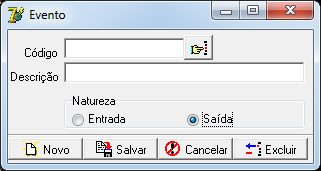 Evento
Código
Descrição
Natureza
Entrada Saída
Novo Salvar Cancelar Excluir